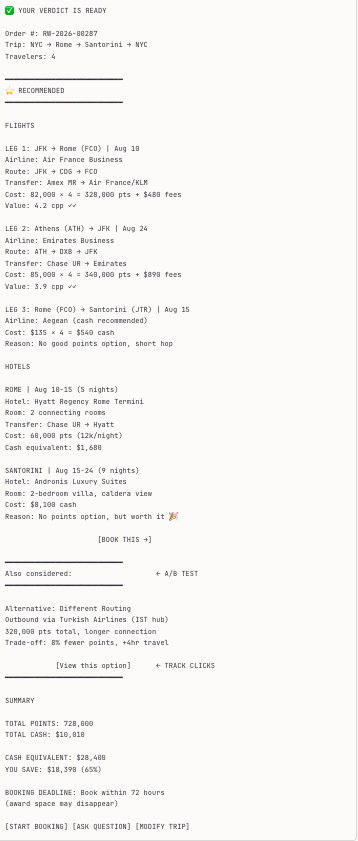 ✅ YOUR VERDICT IS READY
Order #: RW-2026-00287
Trip: NYC → Rome → Santorini → NYC
Travelers: 4
⭐ RECOMMENDED
FLIGHTS
LEG 1: JFK → Rome (FCO) | Aug 10
Airline: Air France Business
Route: JFK → CDG → FCO
Transfer: Amex MR → Air France/KLM
Cost: 82,000 × 4 = 328,000 pts + $480 fees
Value: 4.2 cpp ✓✓
LEG 2: Athens (ATH) → JFK | Aug 24
Airline: Emirates Business
Route: ATH → DXB → JFK
Transfer: Chase UR → Emirates
Cost: 85,000 × 4 = 340,000 pts + $890 fees
Value: 3.9 cpp ✓✓
LEG 3: Rome (FCO) → Santorini (JTR) | Aug 15
Airline: Aegean (cash recommended)
Cost: $135 × 4 = $540 cash
Reason: No good points option, short hop
HOTELS
ROME | Aug 10-15 (5 nights)
Hotel: Hyatt Regency Rome Termini
Room: 2 connecting rooms
Transfer: Chase UR → Hyatt
Cost: 60,000 pts (12k/night)
Cash equivalent: $1,680
SANTORINI | Aug 15-24 (9 nights)
Hotel: Andronis Luxury Suites
Room: 2-bedroom villa, caldera view
Cost: $8,100 cash
Reason: No points option, but worth it 🎉
[BOOK THIS →]
Also considered: ← A/B TEST
Alternative: Different Routing
Outbound via Turkish Airlines (IST hub)
320,000 pts total, longer connection
Trade-off: 8% fewer points, +4hr travel
[View this option] ← TRACK CLICKS
SUMMARY
TOTAL POINTS: 728,000
TOTAL CASH: $10,010
CASH EQUIVALENT: $28,400
YOU SAVE: $18,390 (65%)
BOOKING DEADLINE: Book within 72 hours
(award space may disappear)
[START BOOKING] [ASK QUESTION] [MODIFY TRIP]